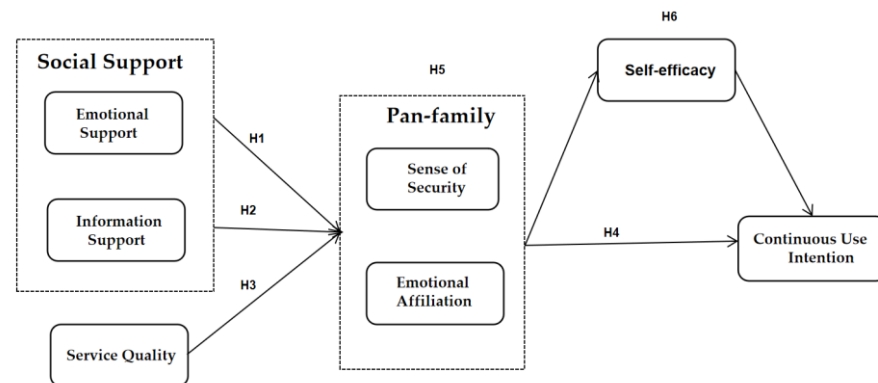 H6
Social Support
H5
Self-efficacy
Emotional
Support
H1
Pan-family
Sense of
Security
H2
Information
Support
H4
Continuous Use
Intention
H3
Emotional
Affiliation
Service Quality